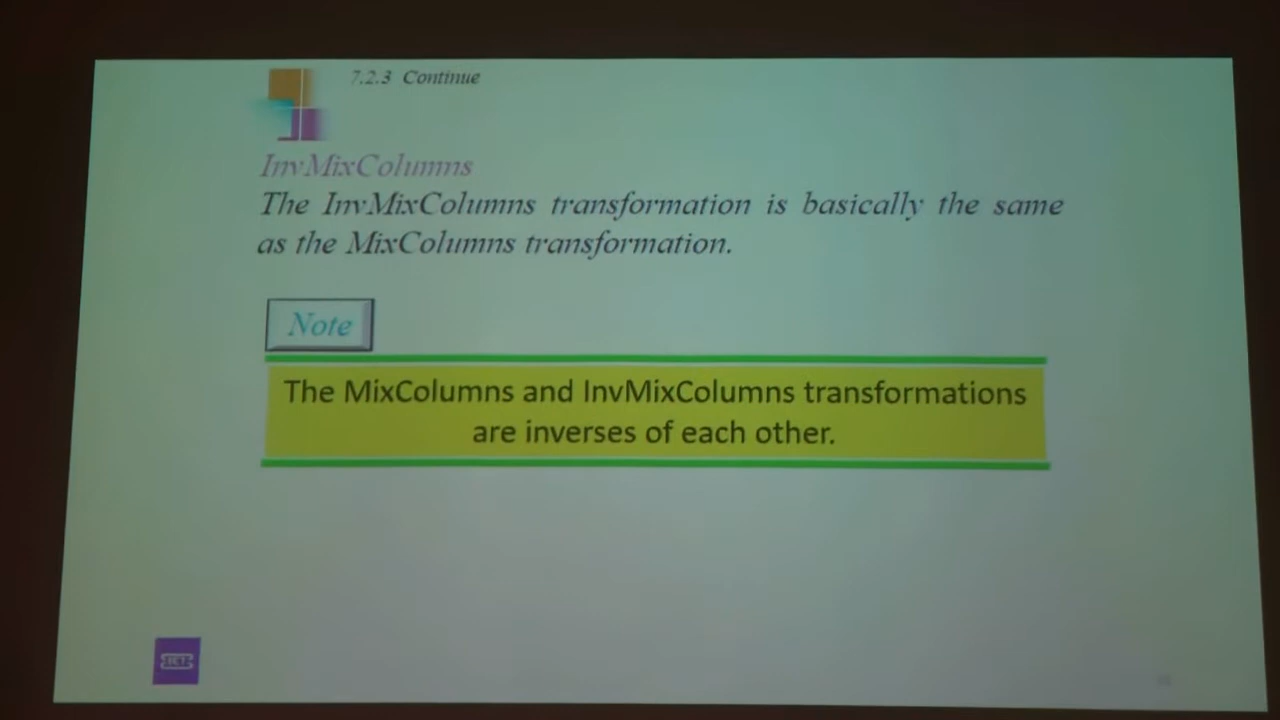 7.2.3 Continue
InvMixColumns
The InvMixColumns transformation is basically the same
as the MixColumns transformation.
Note
The MixColumns and InvMixColumns transformations
are inverses of each other.